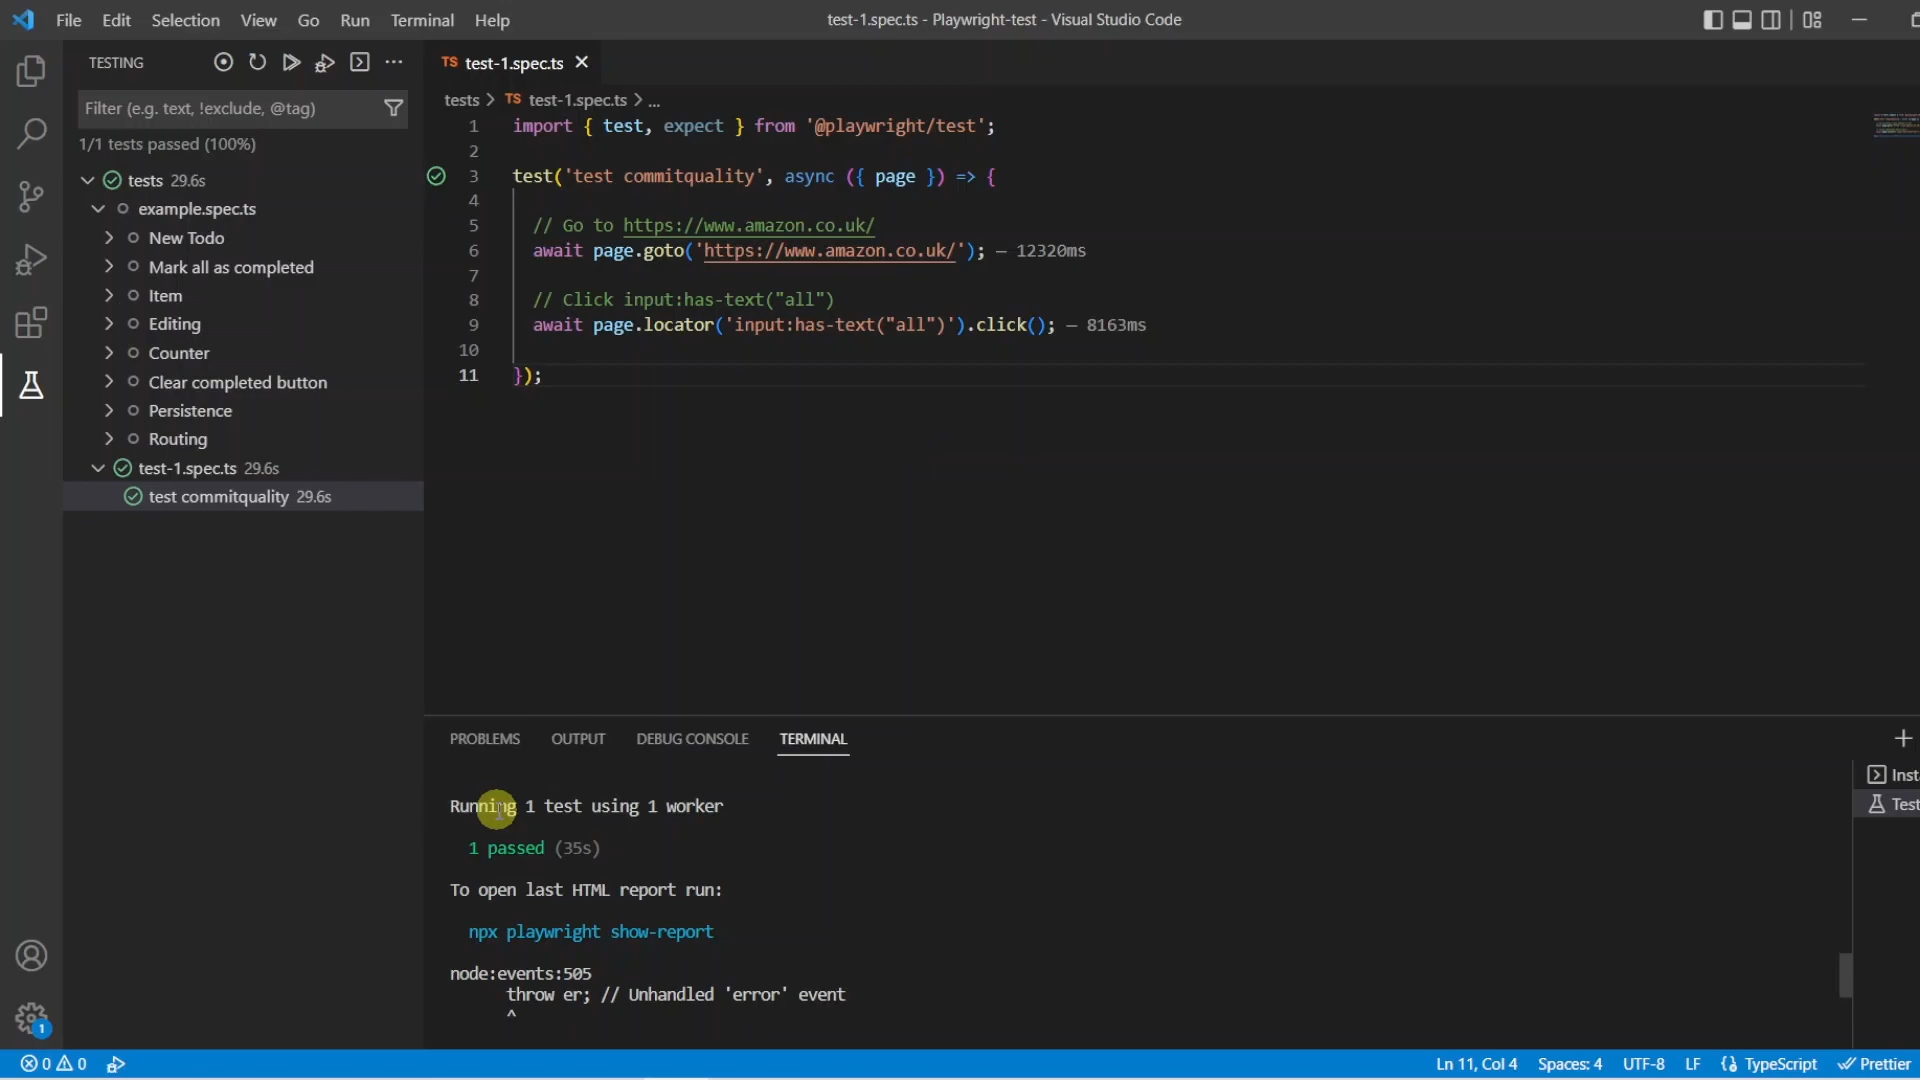 File Edit Selection View Go Run Terminal Help
test-1.spec.ts - Playwright-test - Visual Studio Code
TESTING
Filter (e.g. text, !exclude, @tag)
1/1 tests passed (100%)
tests 29.6s
example.spec.ts
New Todo
Mark all as completed
Item
Editing
Counter
Clear completed button
Persistence
Routing
test-1.spec.ts 29.6s
test commitquality 29.6s
TS test-1.spec.ts
tests > TS test-1.spec.ts > ...
1 import { test, expect } from '@playwright/test';
2
3 test('test commitquality', async ({ page }) => {
4
5 // Go to https://www.amazon.co.uk/
6 await page.goto('https://www.amazon.co.uk/'); — 12320ms
7
8 // Click input:has-text("all")
9 await page.locator('input:has-text("all")').click(); — 8163ms
10
11 });
PROBLEMS OUTPUT DEBUG CONSOLE TERMINAL
Running 1 test using 1 worker
1 passed (35s)
To open last HTML report run:
npx playwright show-report
node:events:505
throw er; // Unhandled 'error' event
^
Inst
Test
1
0 0
Ln 11, Col 4 Spaces: 4 UTF-8 LF {} TypeScript Prettier